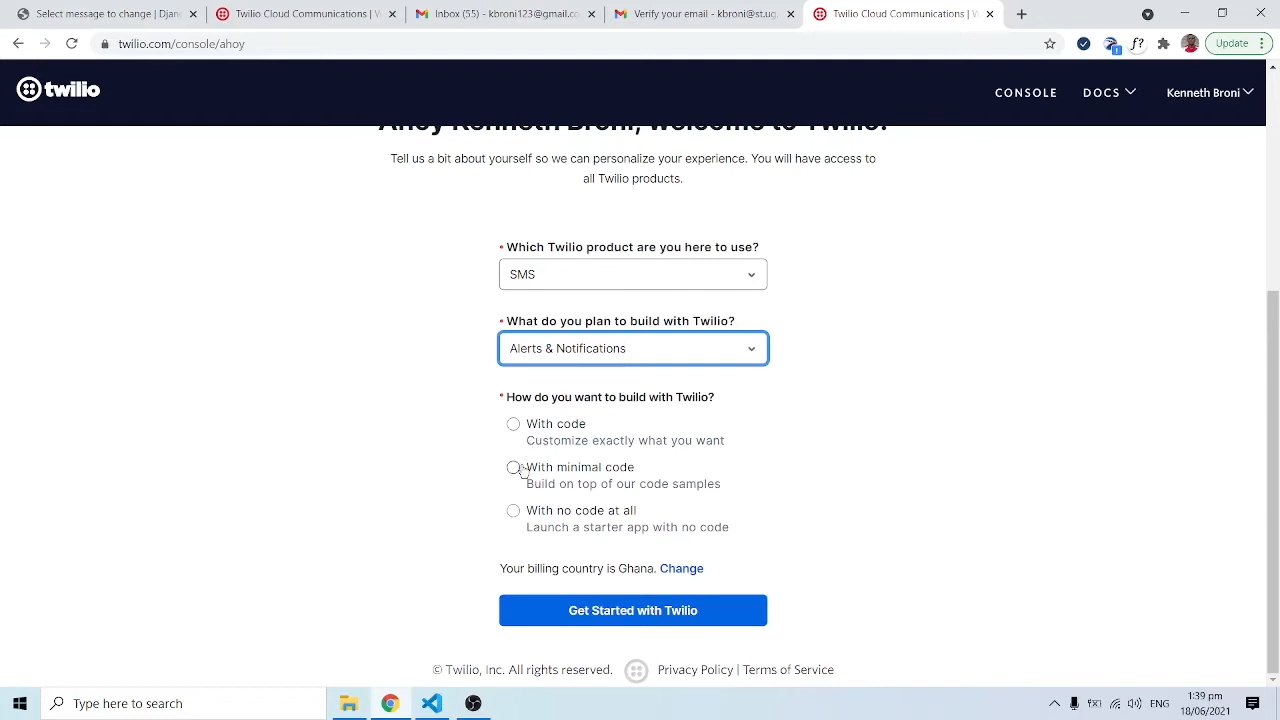 Select message to change | Djan
Twilio Cloud Communications | W
Inbox (55) - kbroni123@gmail.co
Verify your email - kbroni@st.ug
Twilio Cloud Communications | W
twilio.com/console/ahoy
f?
1
Update
twilio
CONSOLE
DOCS
Kenneth Broni
Ahoy Kenneth Broni, welcome to Twilio!
Tell us a bit about yourself so we can personalize your experience. You will have access to
all Twilio products.
* Which Twilio product are you here to use?
SMS
* What do you plan to build with Twilio?
Alerts & Notifications
* How do you want to build with Twilio?
With code
Customize exactly what you want
With minimal code
Build on top of our code samples
With no code at all
Launch a starter app with no code
Your billing country is Ghana. Change
Get Started with Twilio
© Twilio, Inc. All rights reserved. Privacy Policy | Terms of Service
Type here to search
ENG
1:39 pm
18/06/2021